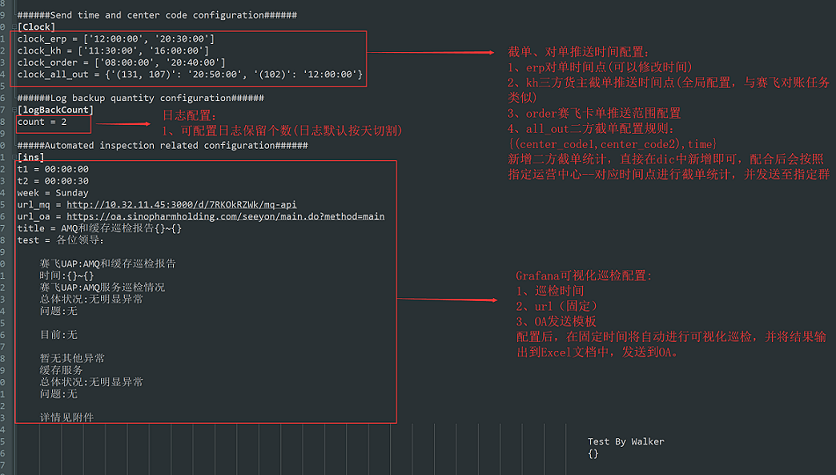 ######Send time and center code configuration######
[Clock]
clock_erp = ['12:00:00', '20:30:00']
clock_kh = ['11:30:00', '16:00:00']
clock_order = ['08:00:00', '20:40:00']
clock_all_out = {'(131, 107)': '20:50:00', '(102)': '12:00:00'}
截单、对单推送时间配置:
1、erp对单时间点(可以修改时间)
2、kh三方货主截单推送时间点(全局配置，与赛飞对账任务
类似)
3、order赛飞卡单推送范围配置
4、all_out二方截单配置规则:
{(center_code1,center_code2),time}
新增二方截单统计，直接在dic中新增即可，配合后会按照
指定运营中心—对应时间点进行截单统计，并发送至指定群
######Log backup quantity configuration######
[logBackCount]
count = 2
日志配置:
1、可配置日志保留个数(日志默认按天切割)
#####Automated inspection related configuration######
[ins]
t1 = 00:00:00
t2 = 00:00:30
week = Sunday
url_mq = http://10.32.11.45:3000/d/7RKOkRZWk/mq-api
url_oa = https://oa.sinopharmholding.com/seeyon/main.do?method=main
title = AMQ和缓存巡检报告{}~{}
test = 各位领导:
赛飞UAP:AMQ和缓存巡检报告
时间:{}~{}
赛飞UAP:AMQ服务巡检情况
总体状况:无明显异常
问题:无
目前:无
暂无其他异常
缓存服务
总体状况:无明显异常
问题:无
详情见附件
Grafana可视化巡检配置:
1、巡检时间
2、url（固定）
3、OA发送模板
配置后，在固定时间将自动进行可视化巡检，并将结果输
出到Excel文档中，发送到OA。
Test By Walker
{}